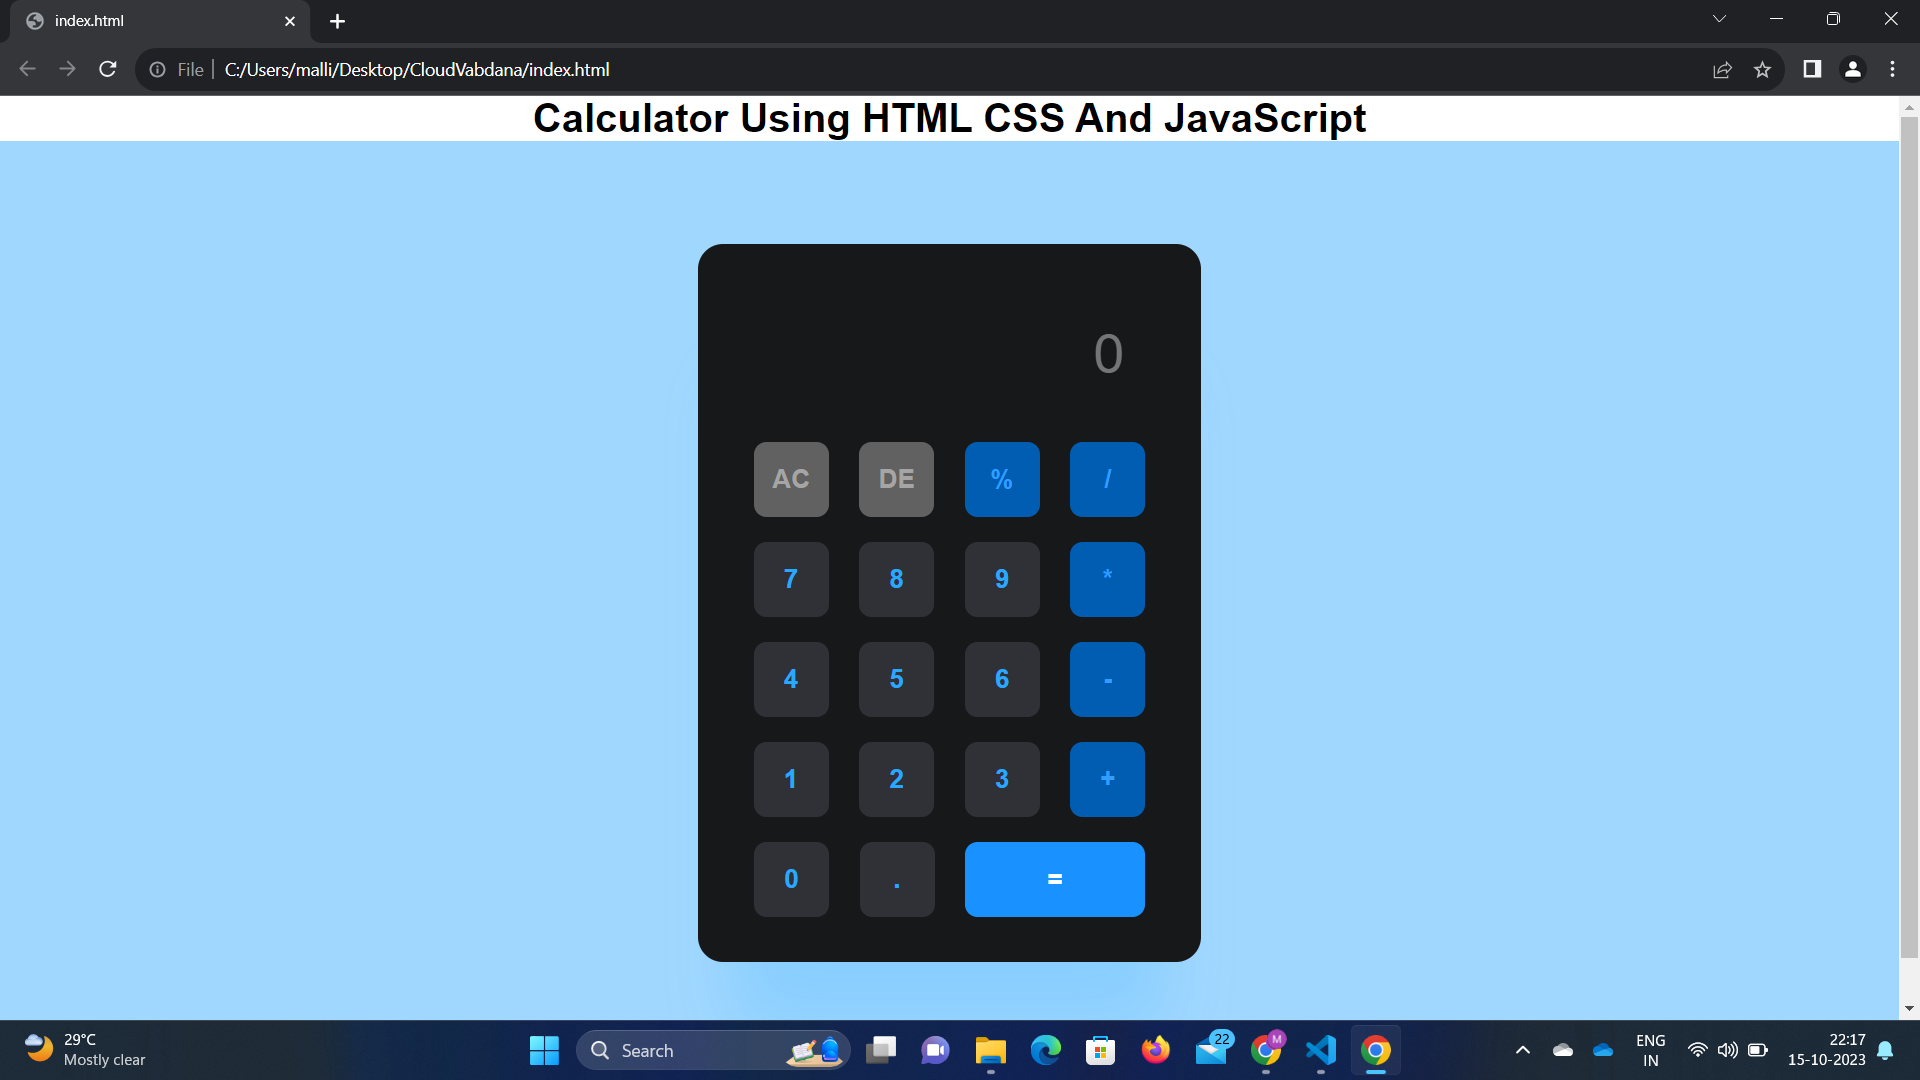 index.html
File
C:/Users/malli/Desktop/CloudVabdana/index.html
Calculator Using HTML CSS And JavaScript
0
AC DE % /
7 8 9 *
4 5 6 -
1 2 3 +
0 . =
29°C
Mostly clear
Search
22
M
ENG
IN
22:17
15-10-2023